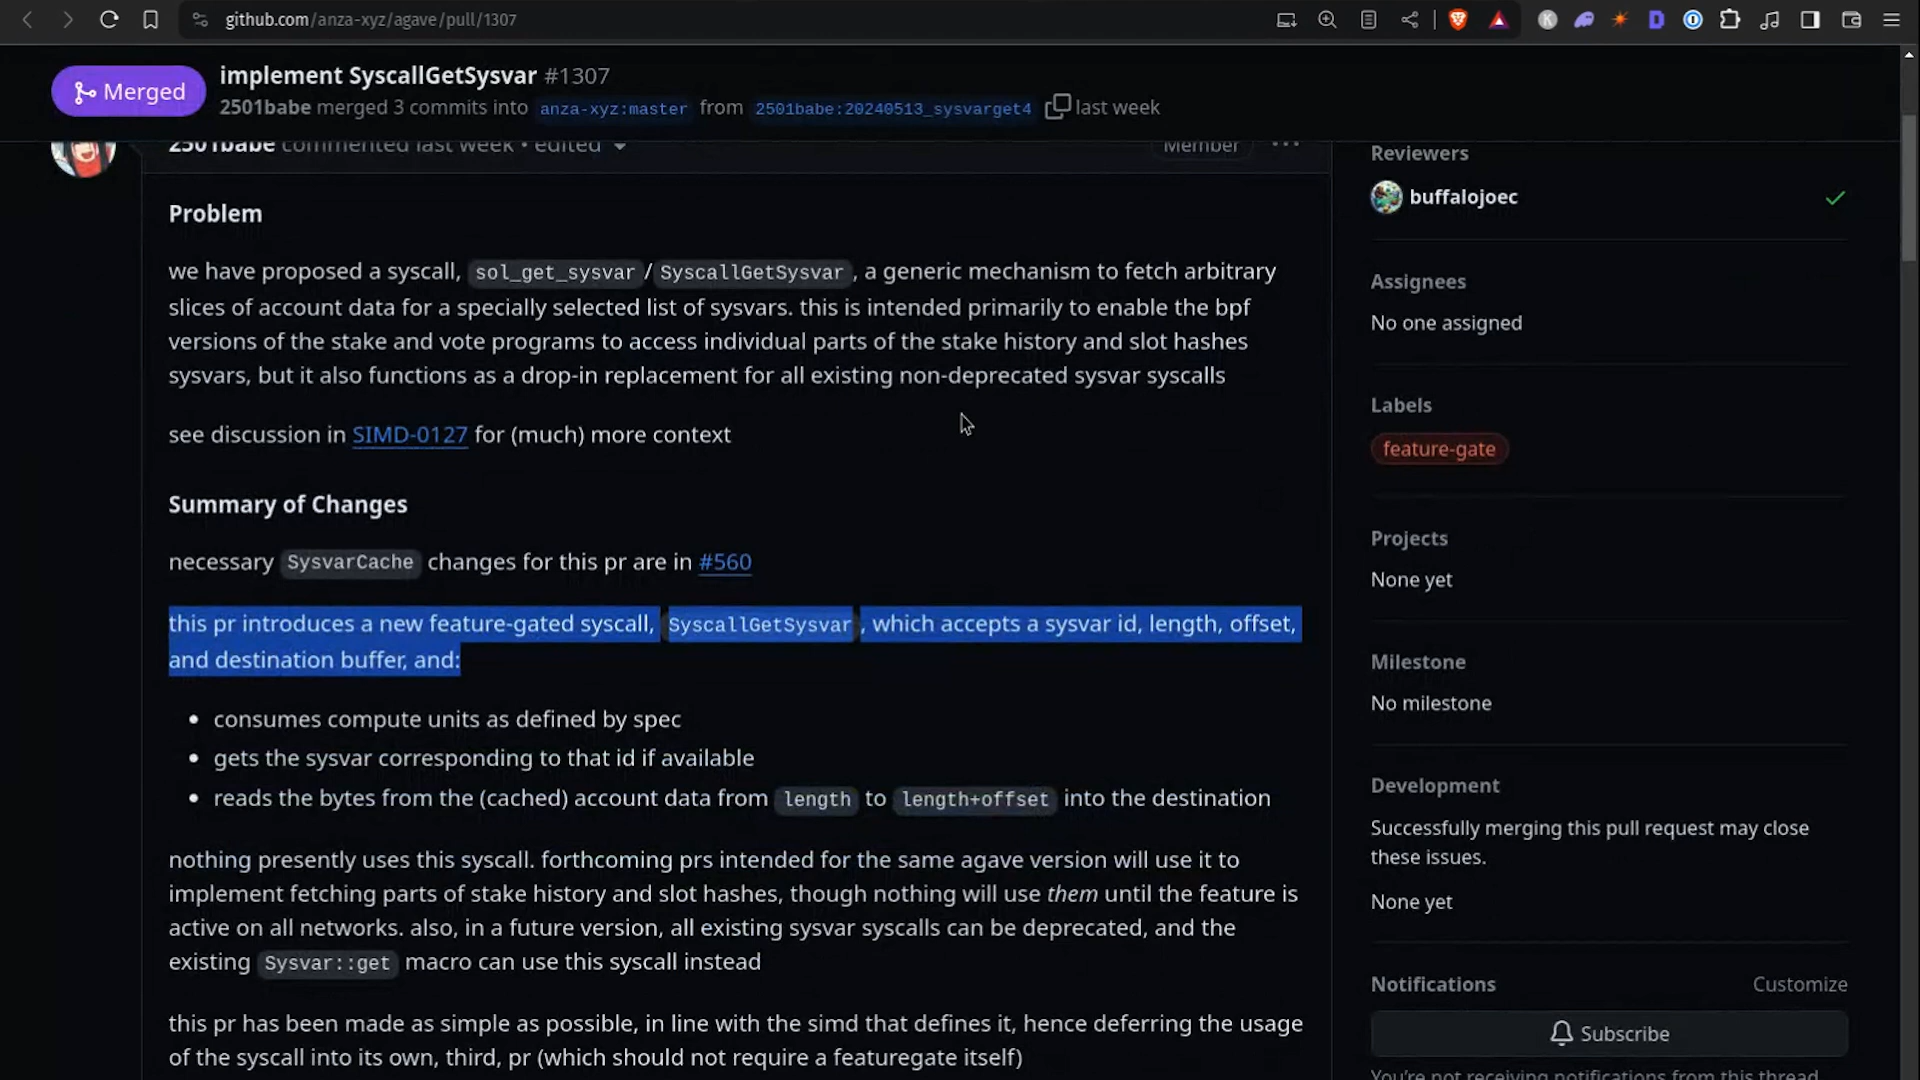 github.com/anza-xyz/agave/pull/1307
Merged
implement SyscallGetSysvar #1307
2501babe merged 3 commits into anza-xyz:master from 2501babe:20240513_sysvarget4 last week
2501babe commented last week • edited
Member
Problem
we have proposed a syscall, sol_get_sysvar / SyscallGetSysvar , a generic mechanism to fetch arbitrary
slices of account data for a specially selected list of sysvars. this is intended primarily to enable the bpf
versions of the stake and vote programs to access individual parts of the stake history and slot hashes
sysvars, but it also functions as a drop-in replacement for all existing non-deprecated sysvar syscalls
see discussion in SIMD-0127 for (much) more context
Summary of Changes
necessary SysvarCache changes for this pr are in #560
this pr introduces a new feature-gated syscall, SyscallGetSysvar , which accepts a sysvar id, length, offset,
and destination buffer, and:
• consumes compute units as defined by spec
• gets the sysvar corresponding to that id if available
• reads the bytes from the (cached) account data from length to length+offset into the destination
nothing presently uses this syscall. forthcoming prs intended for the same agave version will use it to
implement fetching parts of stake history and slot hashes, though nothing will use them until the feature is
active on all networks. also, in a future version, all existing sysvar syscalls can be deprecated, and the
existing Sysvar::get macro can use this syscall instead
this pr has been made as simple as possible, in line with the simd that defines it, hence deferring the usage
of the syscall into its own, third, pr (which should not require a featuregate itself)
Reviewers
buffalojoec
Assignees
No one assigned
Labels
feature-gate
Projects
None yet
Milestone
No milestone
Development
Successfully merging this pull request may close
these issues.
None yet
Notifications
Customize
Subscribe
You're not receiving notifications from this thread.